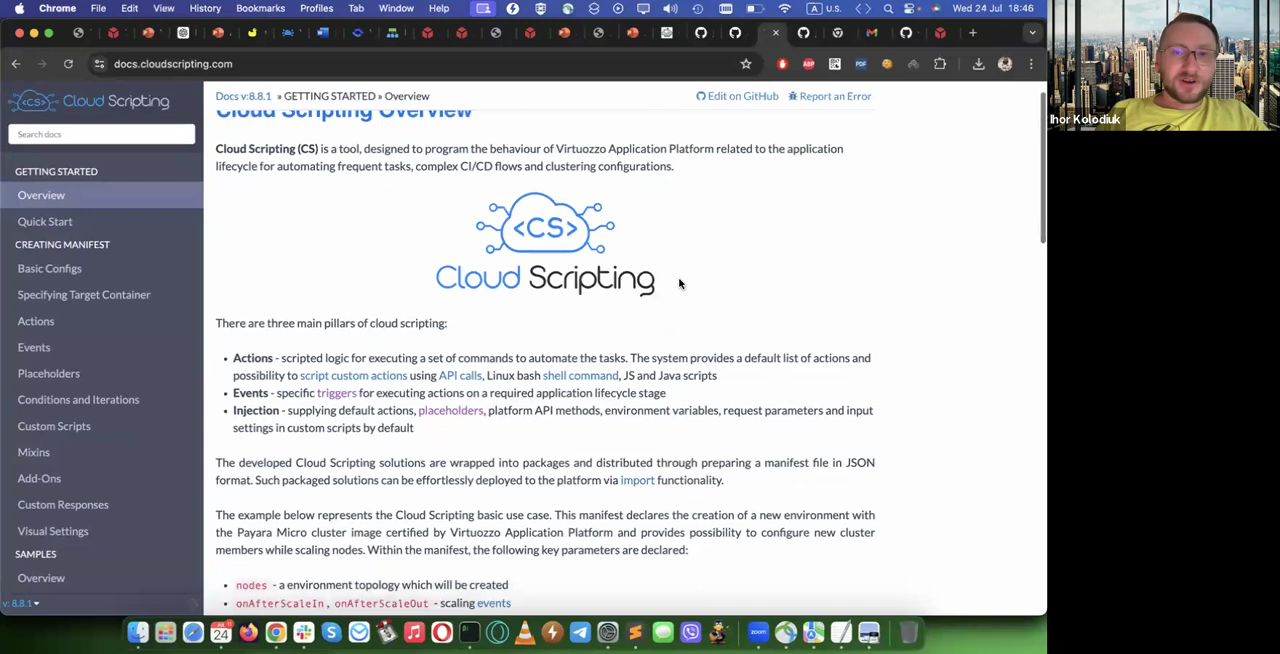 Chrome File Edit View History Bookmarks Profiles Tab Window Help A U.S. Wed 24 Jul 18:46
docs.cloudscripting.com
<CS> Cloud Scripting
Search docs
GETTING STARTED
Overview
Quick Start
CREATING MANIFEST
Basic Configs
Specifying Target Container
Actions
Events
Placeholders
Conditions and Iterations
Custom Scripts
Mixins
Add-Ons
Custom Responses
Visual Settings
SAMPLES
Overview
v: 8.8.1
Docs v:8.8.1 » GETTING STARTED » Overview
Edit on GitHub Report an Error
Cloud Scripting Overview
Cloud Scripting (CS) is a tool, designed to program the behaviour of Virtuozzo Application Platform related to the application
lifecycle for automating frequent tasks, complex CI/CD flows and clustering configurations.
<CS>
Cloud Scripting
There are three main pillars of cloud scripting:
• Actions - scripted logic for executing a set of commands to automate the tasks. The system provides a default list of actions and
possibility to script custom actions using API calls, Linux bash shell command, JS and Java scripts
• Events - specific triggers for executing actions on a required application lifecycle stage
• Injection - supplying default actions, placeholders, platform API methods, environment variables, request parameters and input
settings in custom scripts by default
The developed Cloud Scripting solutions are wrapped into packages and distributed through preparing a manifest file in JSON
format. Such packaged solutions can be effortlessly deployed to the platform via import functionality.
The example below represents the Cloud Scripting basic use case. This manifest declares the creation of a new environment with
the Payara Micro cluster image certified by Virtuozzo Application Platform and provides possibility to configure new cluster
members while scaling nodes. Within the manifest, the following key parameters are declared:
• nodes - a environment topology which will be created
• onAfterScaleIn, onAfterScaleOut - scaling events
Ihor Kolodiuk
ABP
PDF
JUL
24
zoom